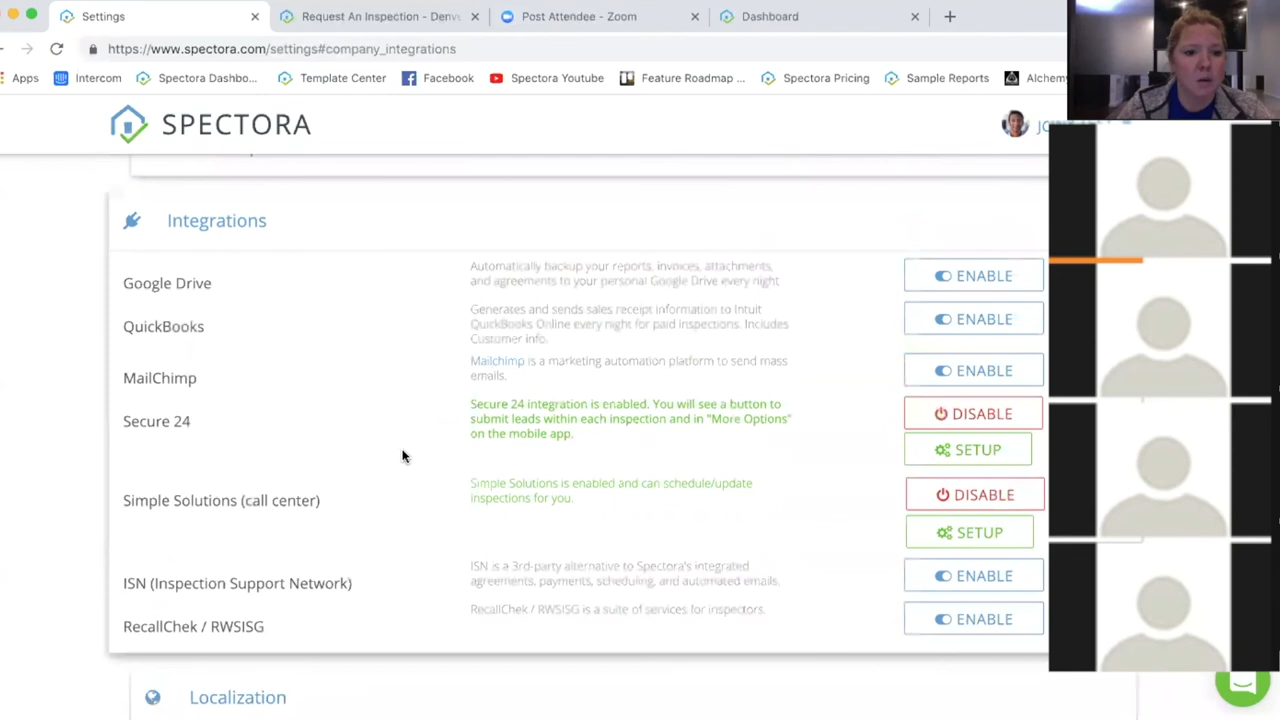 Settings
Request An Inspection - Denv
Post Attendee - Zoom
Dashboard
https://www.spectora.com/settings#company_integrations
Apps
Intercom
Spectora Dashbo...
Template Center
Facebook
Spectora Youtube
Feature Roadmap ...
Spectora Pricing
Sample Reports
Alchem
SPECTORA
Integrations
Google Drive
Automatically backup your reports, invoices, attachments,
and agreements to your personal Google Drive every night
ENABLE
QuickBooks
Generates and sends sales receipt information to Intuit
QuickBooks Online every night for paid inspections. Includes
Customer info.
ENABLE
MailChimp
Mailchimp is a marketing automation platform to send mass
emails.
ENABLE
Secure 24
Secure 24 integration is enabled. You will see a button to
submit leads within each inspection and in "More Options"
on the mobile app.
DISABLE
SETUP
Simple Solutions (call center)
Simple Solutions is enabled and can schedule/update
inspections for you.
DISABLE
SETUP
ISN (Inspection Support Network)
ISN is a 3rd-party alternative to Spectora's integrated
agreements, payments, scheduling, and automated emails.
ENABLE
RecallChek / RWSISG
RecallChek / RWSISG is a suite of services for inspectors.
ENABLE
Localization